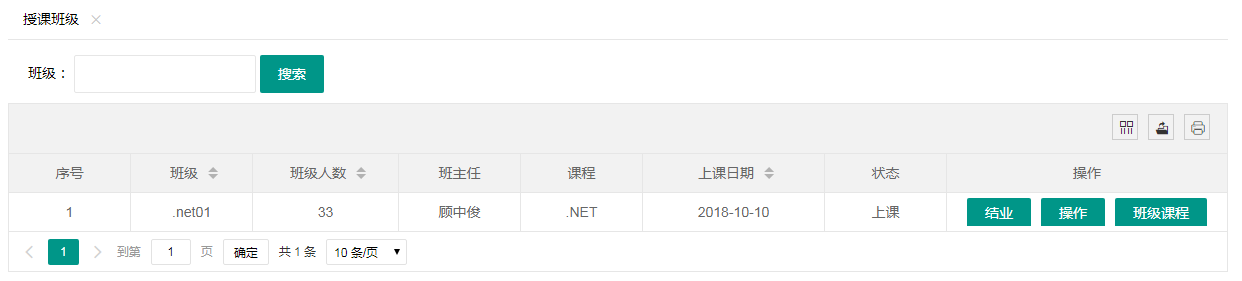 授课班级
班级： 搜索
序号 班级 班级人数 班主任 课程 上课日期 状态 操作
1 .net01 33 顾中俊 .NET 2018-10-10 上课 结业 操作 班级课程
1 到第 1 页 确定 共 1 条 10 条/页